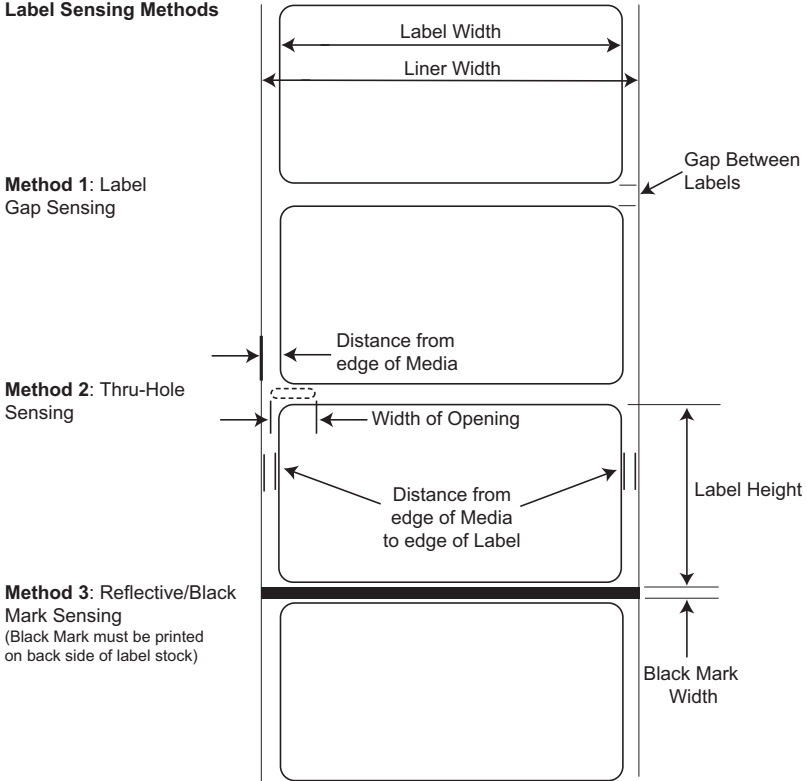 Label Sensing Methods
Label Width
Liner Width
Gap Between
Labels
Method 1: Label
Gap Sensing
Distance from
edge of Media
Method 2: Thru-Hole
Sensing
Width of Opening
Distance from
edge of Media
to edge of Label
Label Height
Method 3: Reflective/Black
Mark Sensing
(Black Mark must be printed
on back side of label stock)
Black Mark
Width